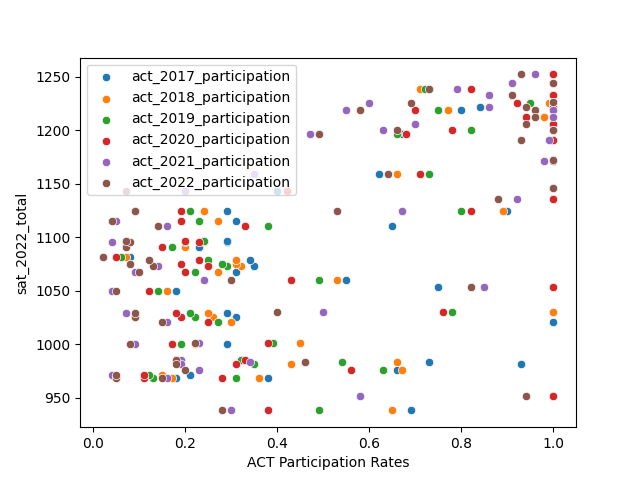 act_2017_participation
act_2018_participation
act_2019_participation
act_2020_participation
act_2021_participation
act_2022_participation
sat_2022_total
1250
1200
1150
1100
1050
1000
950
0.0 0.2 0.4 0.6 0.8 1.0
ACT Participation Rates